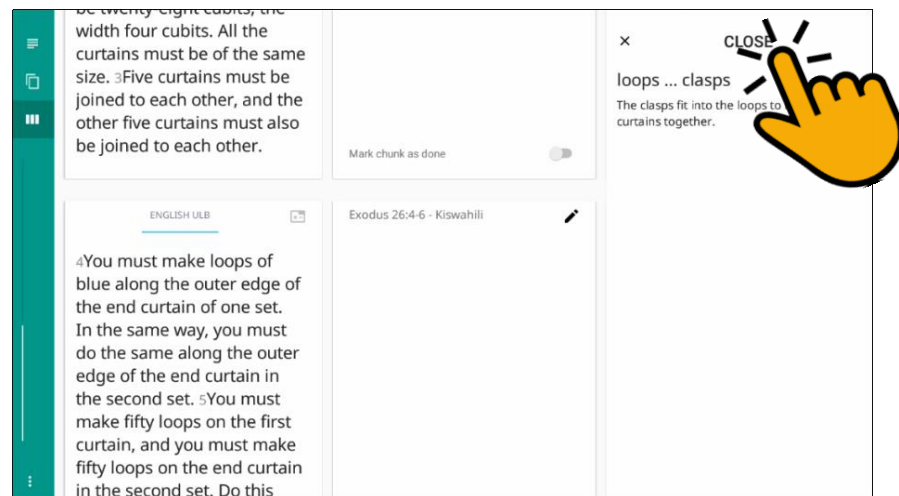 be twenty-eight cubits, the
width four cubits. All the
curtains must be of the same
size. 3Five curtains must be
joined to each other, and the
other five curtains must also
be joined to each other.
Mark chunk as done
× CLOSE
loops ... clasps
The clasps fit into the loops to
curtains together.
ENGLISH ULB
4You must make loops of
blue along the outer edge of
the end curtain of one set.
In the same way, you must
do the same along the outer
edge of the end curtain in
the second set. 5You must
make fifty loops on the first
curtain, and you must make
fifty loops on the end curtain
in the second set. Do this
Exodus 26:4-6 - Kiswahili